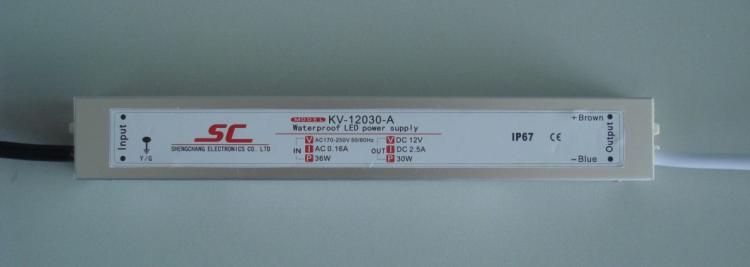 Input
Y/G
SC
SHENGCHANG ELECTRONICS CO. LTD
MODEL KV-12030-A
Waterproof LED power supply
IN
V AC170-250V 50/60Hz
I AC 0.16A
P 36W
OUT
V DC 12V
I DC 2.5A
P 30W
IP67 CE
+Brown
-Blue
Output